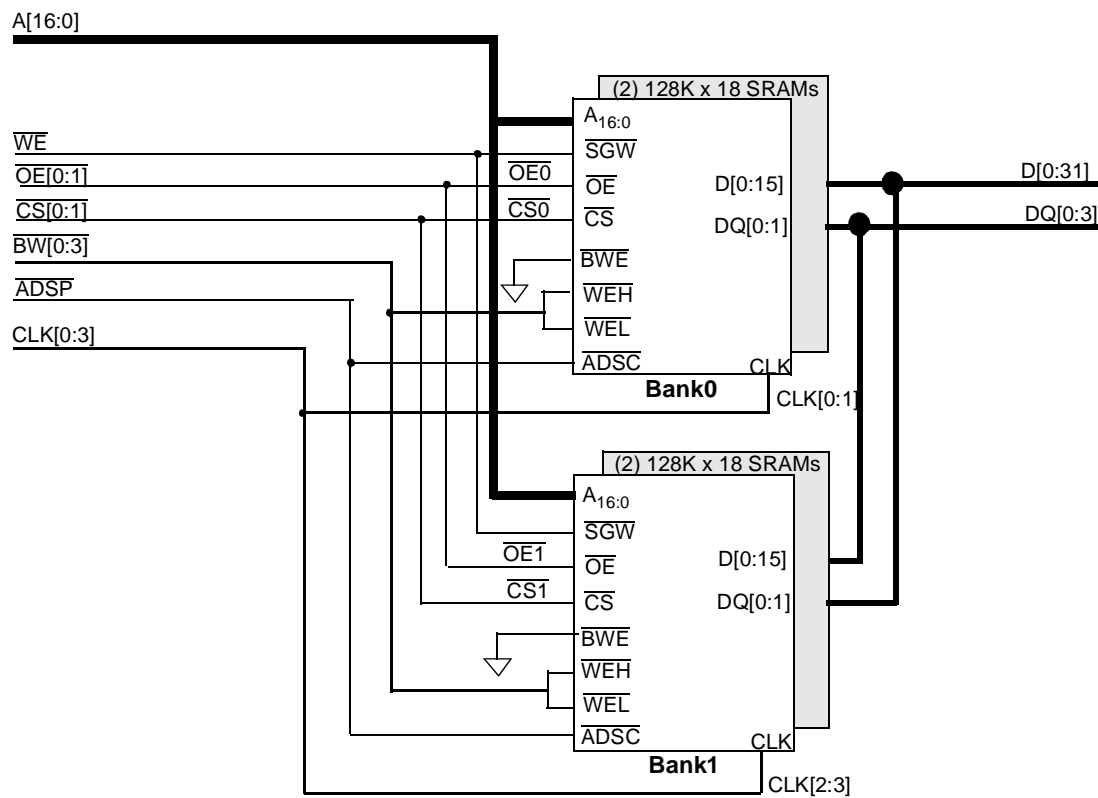 A[16:0]
(2) 128K x 18 SRAMs
A16:0
WE
SGW
OE[0:1]
OE0
OE
D[0:15]
D[0:31]
CS[0:1]
CS0
CS
DQ[0:1]
DQ[0:3]
BW[0:3]
BWE
ADSP
WEH
CLK[0:3]
WEL
ADSC
CLK
Bank0
CLK[0:1]
(2) 128K x 18 SRAMs
A16:0
SGW
OE1
OE
D[0:15]
CS1
CS
DQ[0:1]
BWE
WEH
WEL
ADSC
CLK
Bank1
CLK[2:3]